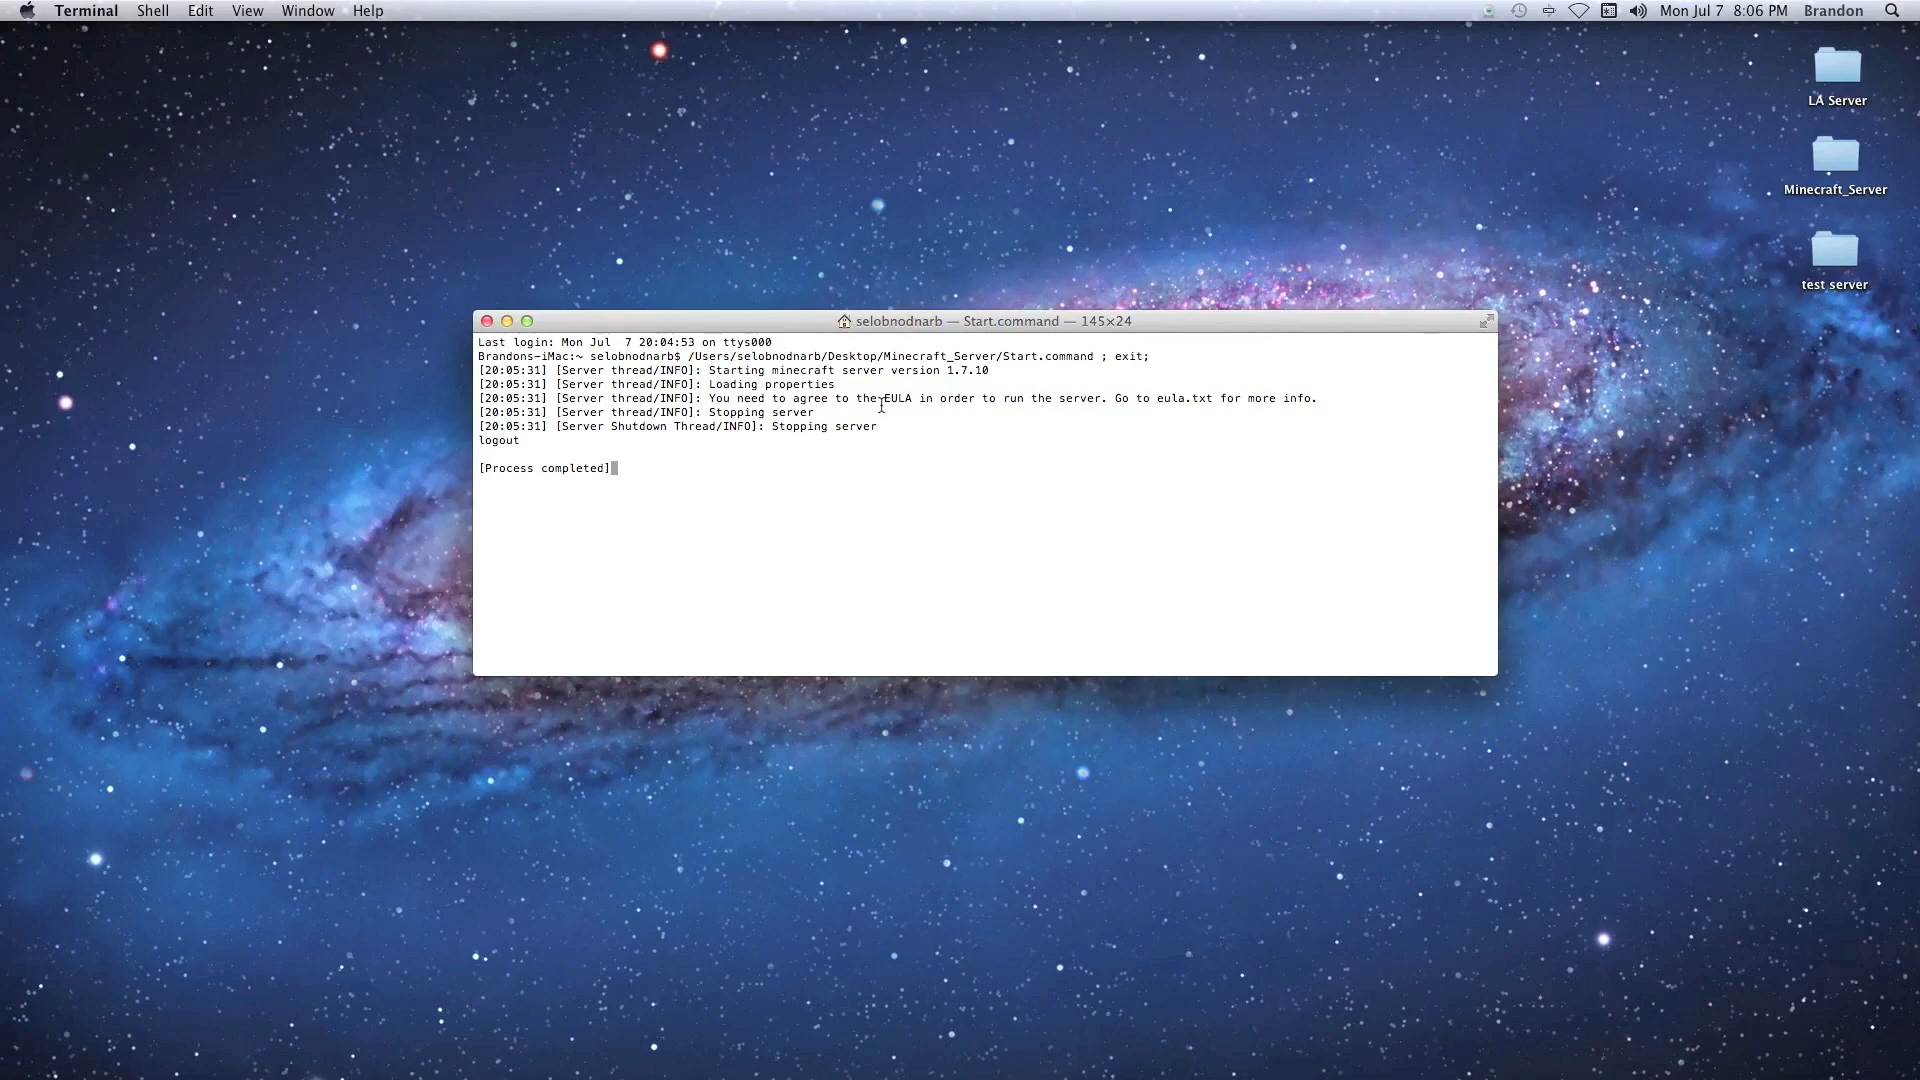 Terminal Shell Edit View Window Help Mon Jul 7 8:06 PM Brandon
LA Server
Minecraft_Server
test server
selobnodnarb — Start.command — 145×24
Last login: Mon Jul  7 20:04:53 on ttys000
Brandons-iMac:~ selobnodnarb$ /Users/selobnodnarb/Desktop/Minecraft_Server/Start.command ; exit;
[20:05:31] [Server thread/INFO]: Starting minecraft server version 1.7.10
[20:05:31] [Server thread/INFO]: Loading properties
[20:05:31] [Server thread/INFO]: You need to agree to the EULA in order to run the server. Go to eula.txt for more info.
[20:05:31] [Server thread/INFO]: Stopping server
[20:05:31] [Server Shutdown Thread/INFO]: Stopping server
logout
[Process completed]